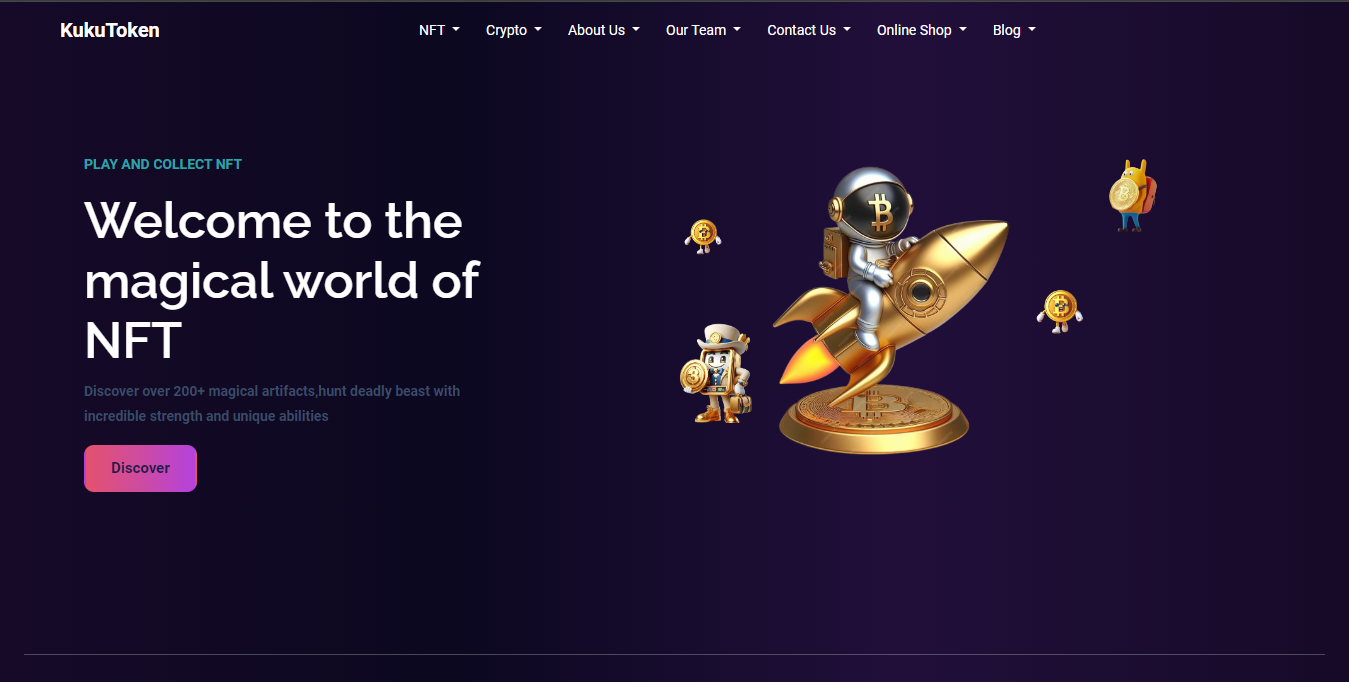 KukuToken
NFT
Crypto
About Us
Our Team
Contact Us
Online Shop
Blog
PLAY AND COLLECT NFT
Welcome to the
magical world of
NFT
Discover over 200+ magical artifacts,hunt deadly beast with
incredible strength and unique abilities
Discover